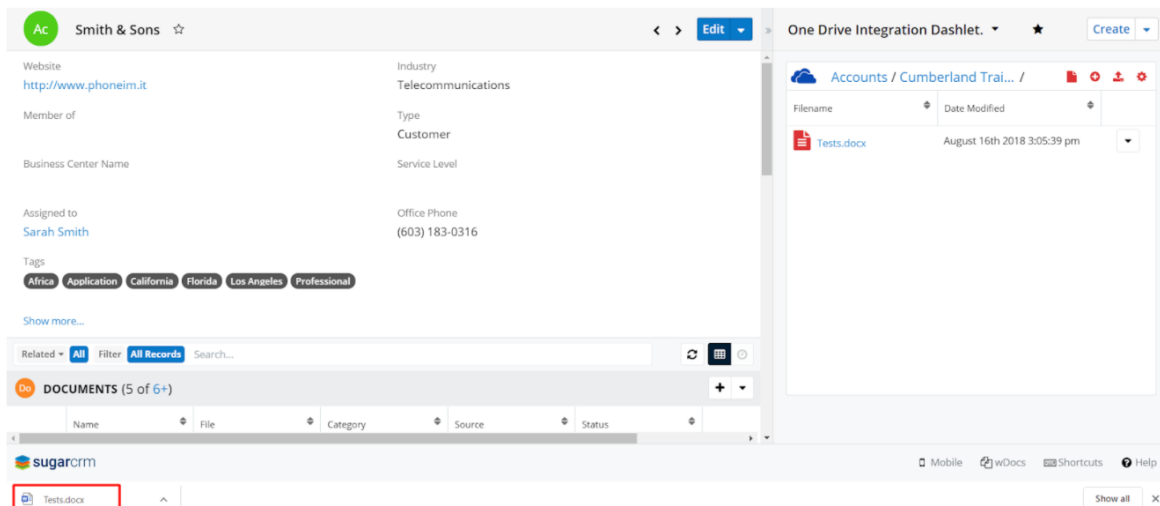 Ac Smith & Sons Edit
Website
http://www.phoneim.it
Industry
Telecommunications
Member of
Type
Customer
Business Center Name
Service Level
Assigned to
Sarah Smith
Office Phone
(603) 183-0316
Tags
Africa Application California Florida Los Angeles Professional
Show more...
Related All Filter All Records Search...
Do DOCUMENTS (5 of 6+)
Name File Category Source Status
One Drive Integration Dashlet. Create
Accounts / Cumberland Trai... /
Filename Date Modified
Tests.docx August 16th 2018 3:05:39 pm
sugarcrm Mobile wDocs Shortcuts Help
Tests.docx Show all